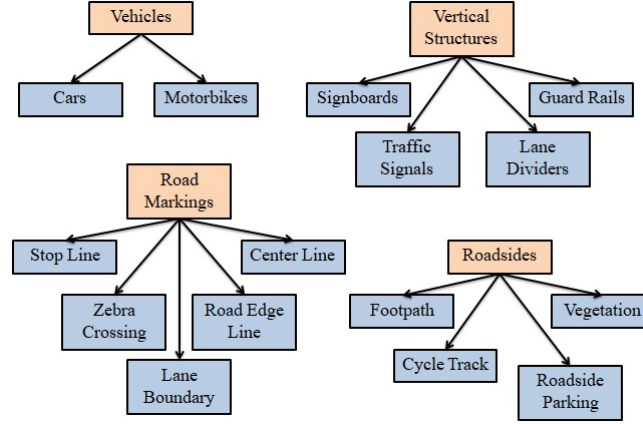 Vehicles
Cars
Motorbikes
Vertical
Structures
Signboards
Guard Rails
Traffic
Signals
Lane
Dividers
Road
Markings
Stop Line
Center Line
Zebra
Crossing
Road Edge
Line
Lane
Boundary
Roadsides
Footpath
Vegetation
Cycle Track
Roadside
Parking